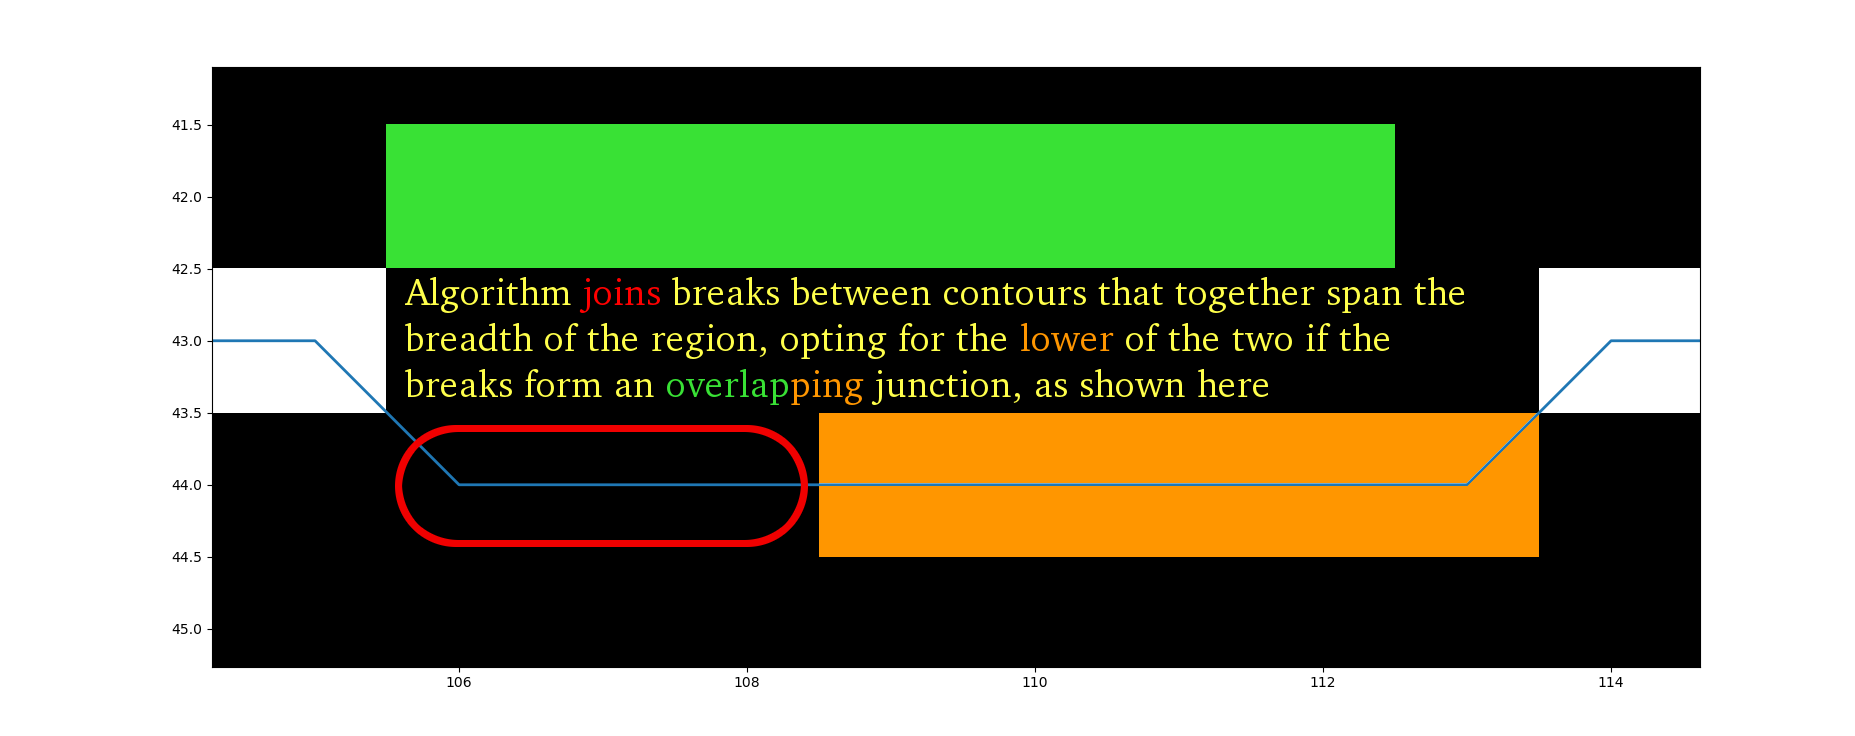 41.5
42.0
42.5
Algorithm joins breaks between contours that together span the
43.0
breadth of the region, opting for the lower of the two if the
breaks form an overlapping junction, as shown here
43.5
44.0
44.5
45.0
106 108 110 112 114